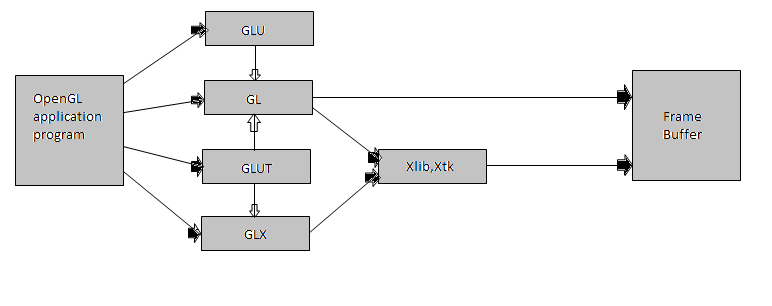 GLU
OpenGL
application
program
GL
Frame
Buffer
GLUT
Xlib,Xtk
GLX